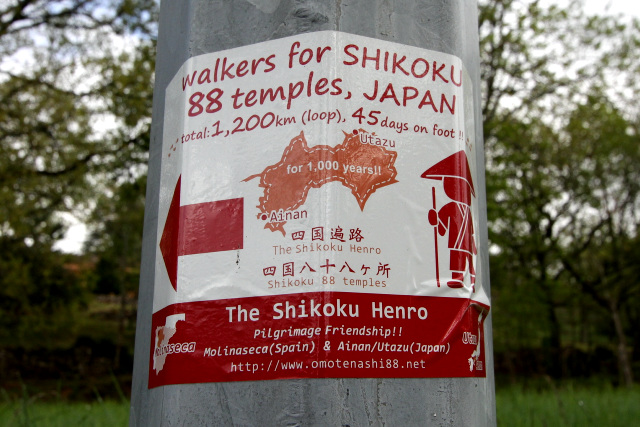 walkers for SHIKOKU
88 temples, JAPAN
total:1,200km (loop), 45days on foot !!
Utazu
for 1,000 years!!
Ainan
四国遍路
The Shikoku Henro
四国八十八ヶ所
Shikoku 88 temples
The Shikoku Henro
Pilgrimage Friendship!!
Molinaseca
Molinaseca(Spain) & Ainan/Utazu(Japan)
http://www.omotenashi88.net